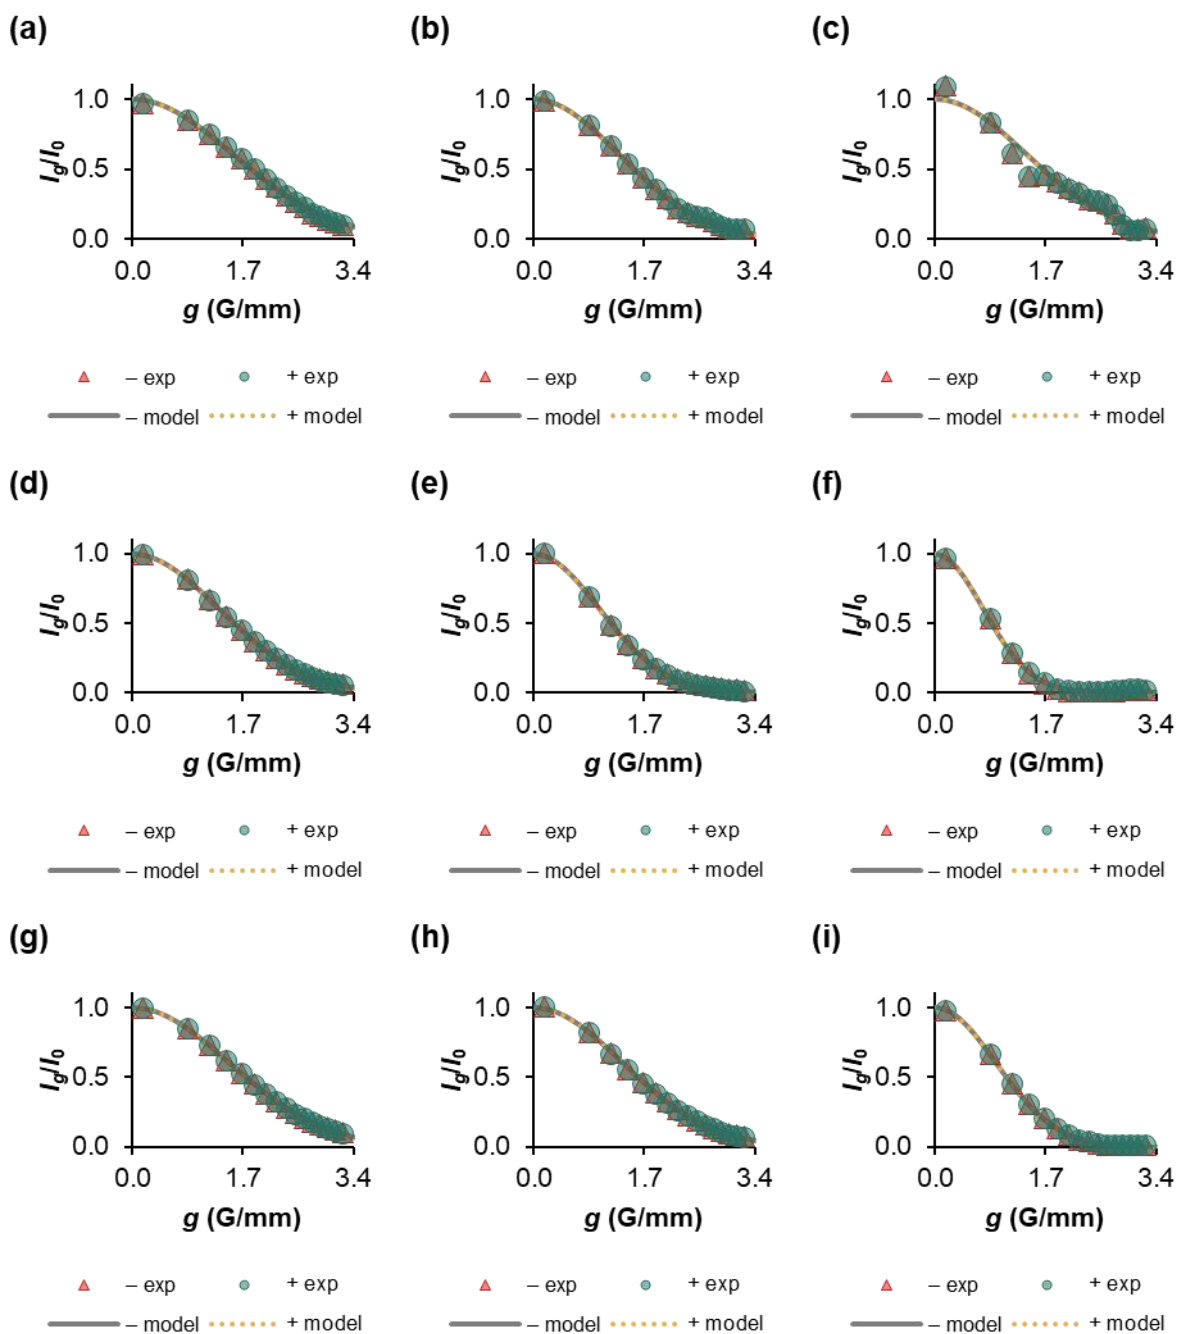 (a) (b) (c)
1.0 1.0 1.0
Ig/I0 0.5 Ig/I0 0.5 Ig/I0 0.5
0.0 0.0 0.0
0.0 1.7 3.4 0.0 1.7 3.4 0.0 1.7 3.4
g (G/mm) g (G/mm) g (G/mm)
– exp + exp – exp + exp – exp + exp
– model + model – model + model – model + model
(d) (e) (f)
1.0 1.0 1.0
Ig/I0 0.5 Ig/I0 0.5 Ig/I0 0.5
0.0 0.0 0.0
0.0 1.7 3.4 0.0 1.7 3.4 0.0 1.7 3.4
g (G/mm) g (G/mm) g (G/mm)
– exp + exp – exp + exp – exp + exp
– model + model – model + model – model + model
(g) (h) (i)
1.0 1.0 1.0
Ig/I0 0.5 Ig/I0 0.5 Ig/I0 0.5
0.0 0.0 0.0
0.0 1.7 3.4 0.0 1.7 3.4 0.0 1.7 3.4
g (G/mm) g (G/mm) g (G/mm)
– exp + exp – exp + exp – exp + exp
– model + model – model + model – model + model